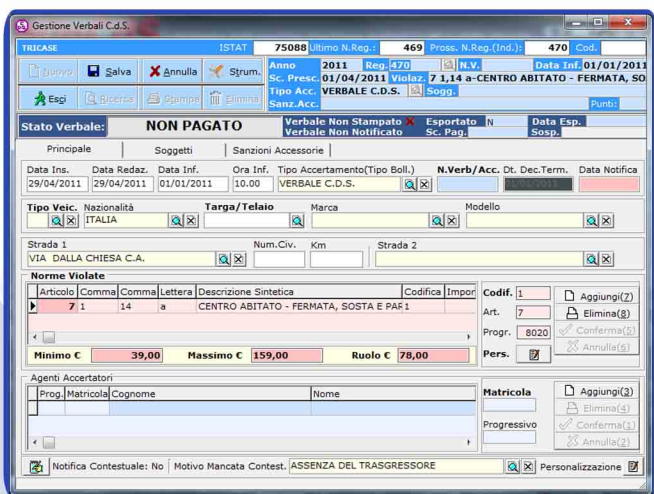 Gestione Verbali C.d.S.
TRICASE ISTAT 75088 Ultimo N.Reg.: 469 Pross. N.Reg.(Ind.): 470 Cod.
Nuovo Salva Annulla Strum.
Anno 2011 Reg. 470 N.V. Data Inf. 01/01/2011
Sc. Presc. 01/04/2011 Violaz. 7 1,14 a-CENTRO ABITATO - FERMATA, SO
Esci Ricerca Stampa Elimina
Tipo Acc. VERBALE C.D.S. Sogg.
Sanz.Acc. Punti:
Stato Verbale: NON PAGATO
Verbale Non Stampato Esportato N Data Esp.
Verbale Non Notificato Sc. Pag. Sosp.
Principale Soggetti Sanzioni Accessorie
Data Ins. Data Redaz. Data Inf. Ora Inf. Tipo Accertamento(Tipo Boll.) N.Verb/Acc. Dt. Dec.Term. Data Notifica
29/04/2011 29/04/2011 01/01/2011 10.00 VERBALE C.D.S. 01/01/2011
Tipo Veic. Nazionalità Targa/Telaio Marca Modello
ITALIA
Strada 1 Num.Civ. Km Strada 2
VIA DALLA CHIESA C.A.
Norme Violate
Articolo Comma Comma Lettera Descrizione Sintetica Codifica Impor
7 1 14 a CENTRO ABITATO - FERMATA, SOSTA E PAR 1
Codif. 1 Aggiungi(7)
Art. 7 Elimina(8)
Progr. 8020 Conferma(5)
Pers. Annulla(6)
Minimo € 39,00 Massimo € 159,00 Ruolo € 78,00
Agenti Accertatori
Prog. Matricola Cognome Nome
Matricola Aggiungi(3)
Elimina(4)
Progressivo Conferma(1)
Annulla(2)
Notifica Contestuale: No Motivo Mancata Contest. ASSENZA DEL TRASGRESSORE Personalizzazione